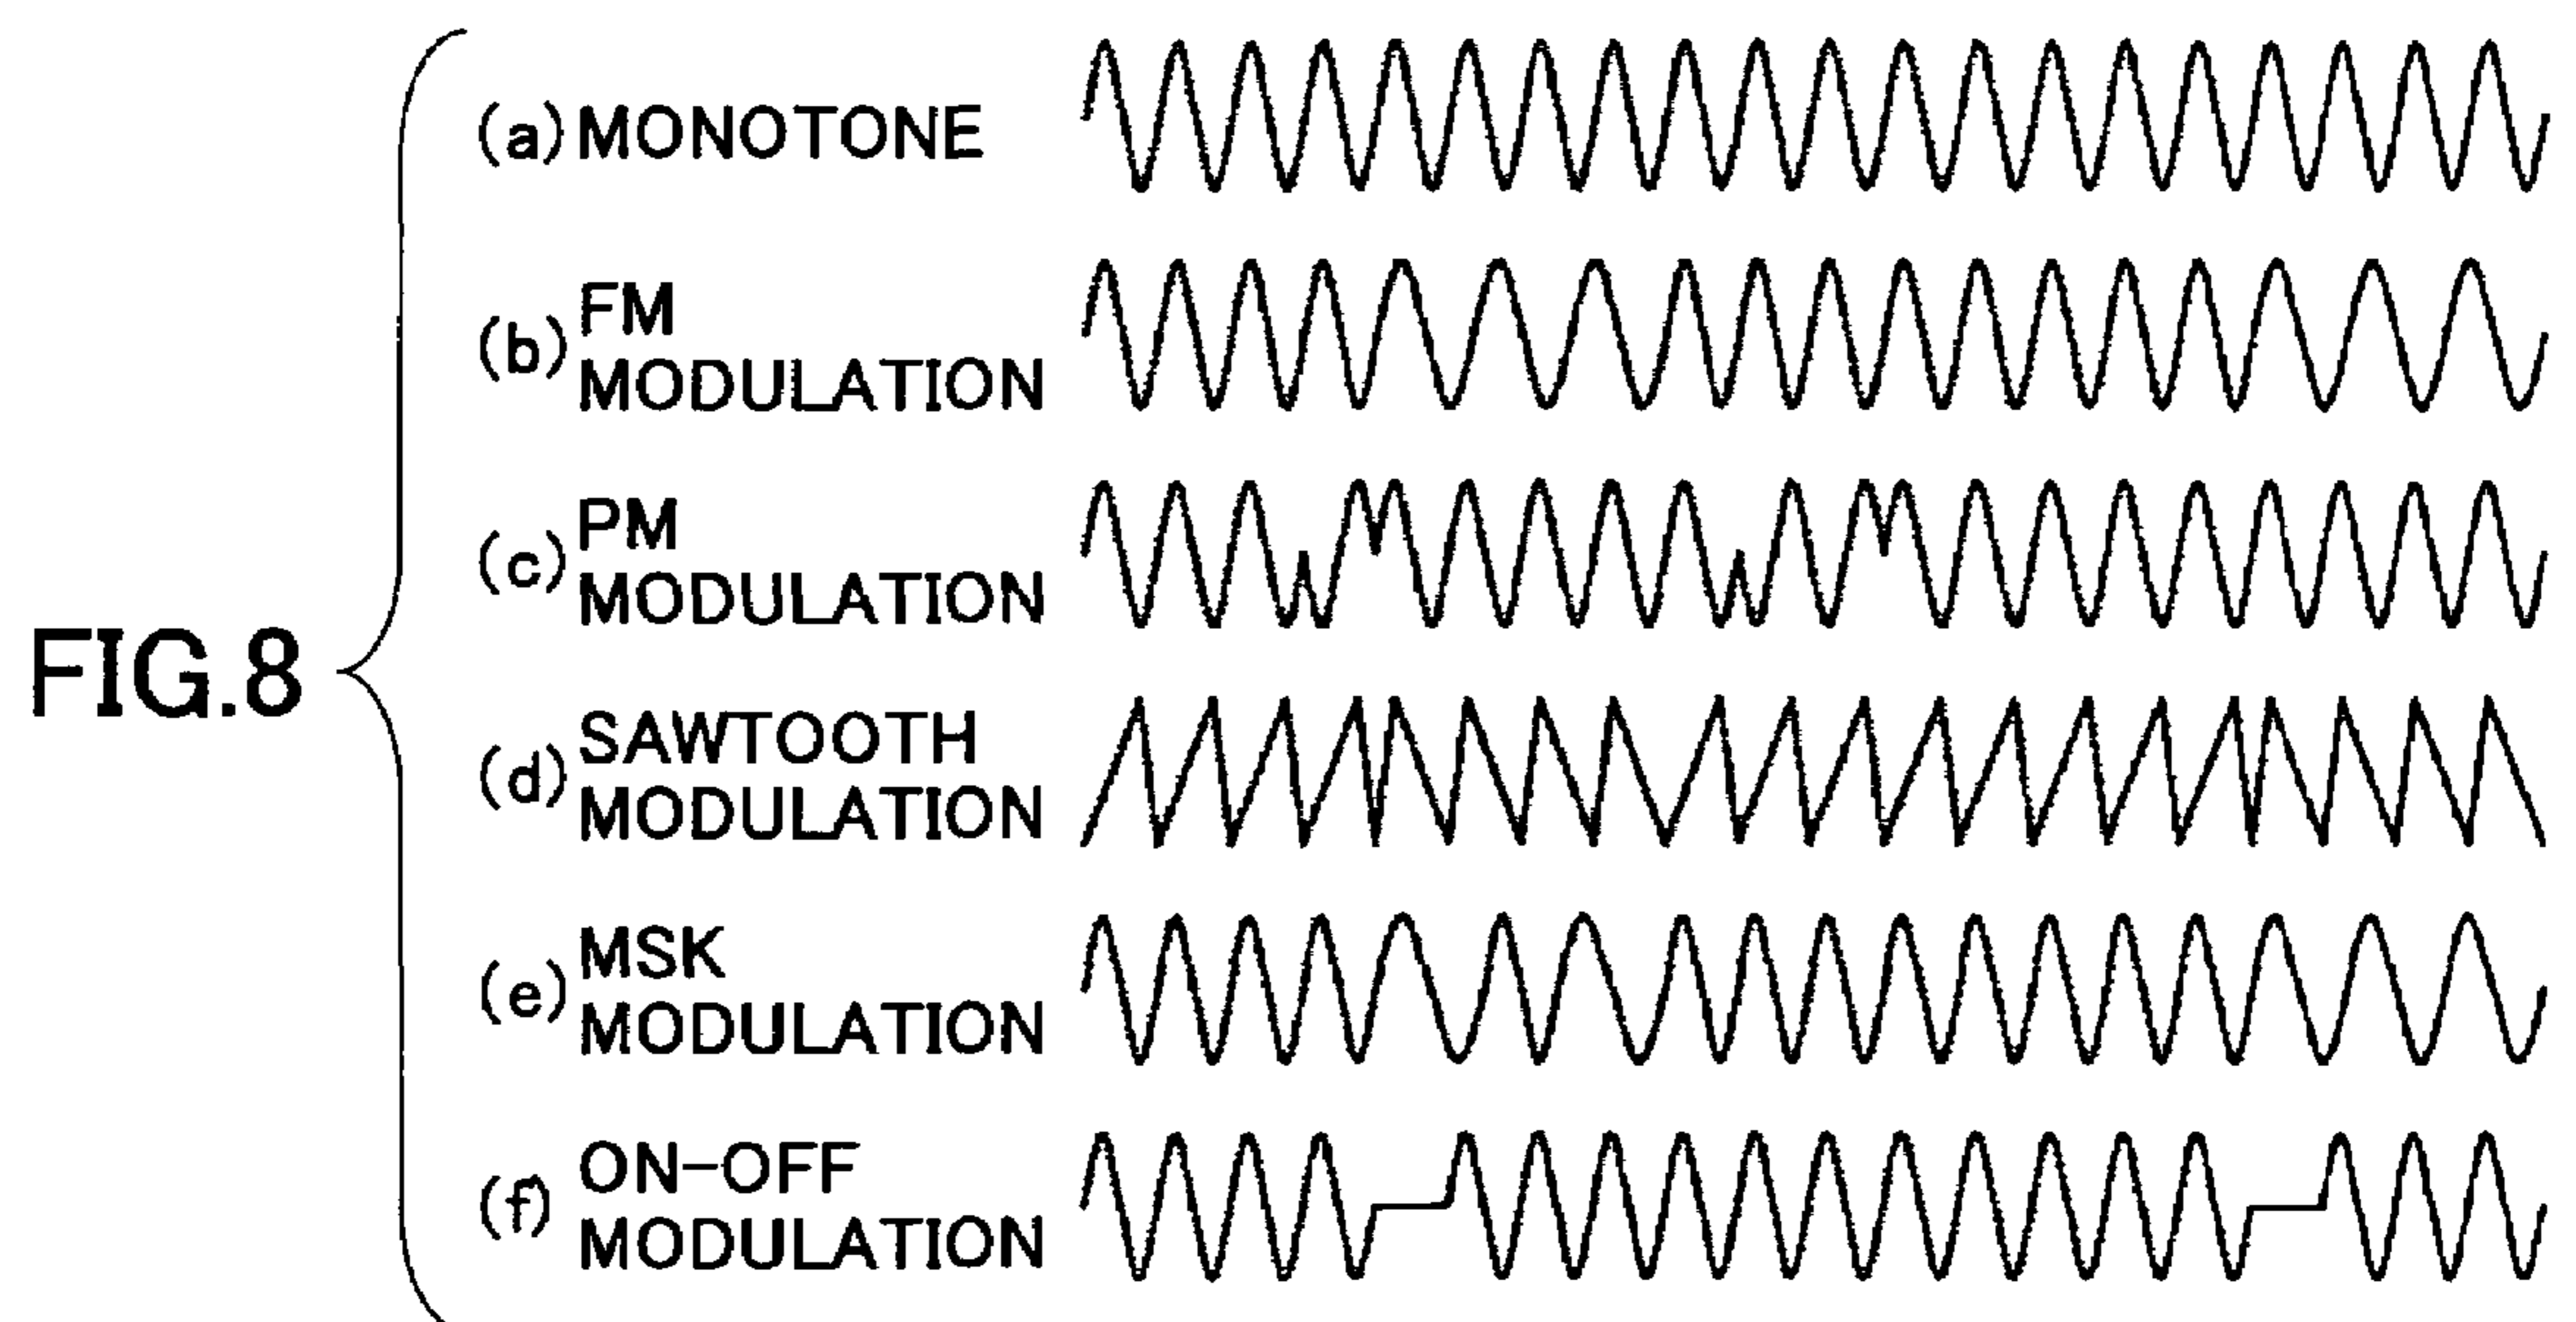 FIG.8
(a) MONOTONE
(b) FM
MODULATION
(c) PM
MODULATION
(d) SAWTOOTH
MODULATION
(e) MSK
MODULATION
(f) ON-OFF
MODULATION